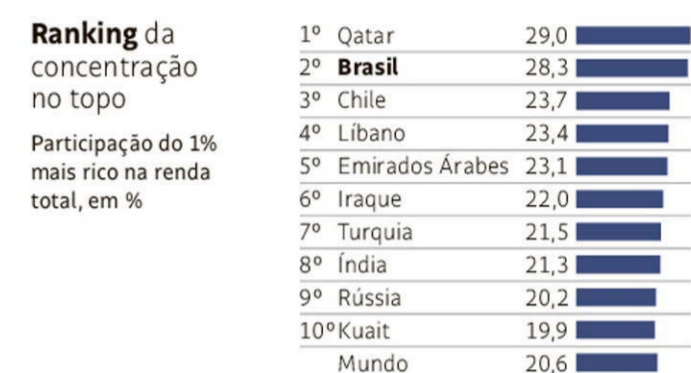 Ranking da
concentração
no topo
Participação do 1%
mais rico na renda
total, em %
1º Qatar 29,0
2º Brasil 28,3
3º Chile 23,7
4º Líbano 23,4
5º Emirados Árabes 23,1
6º Iraque 22,0
7º Turquia 21,5
8º Índia 21,3
9º Rússia 20,2
10º Kuait 19,9
Mundo 20,6